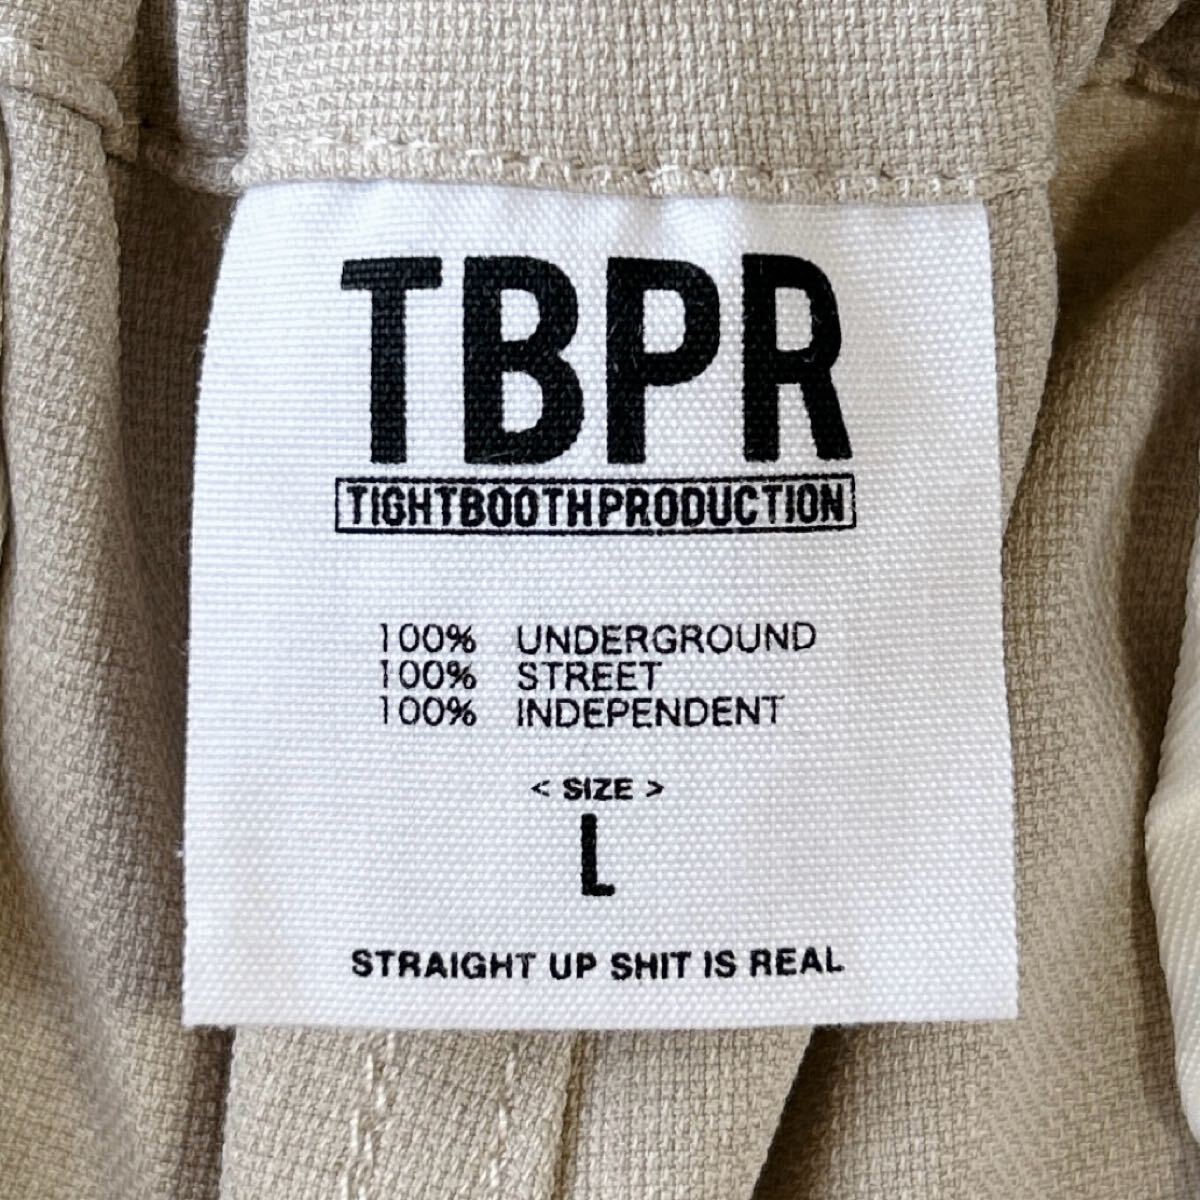 TBPR
TIGHTBOOTHPRODUCTION
100% UNDERGROUND
100% STREET
100% INDEPENDENT
< SIZE >
L
STRAIGHT UP SHIT IS REAL